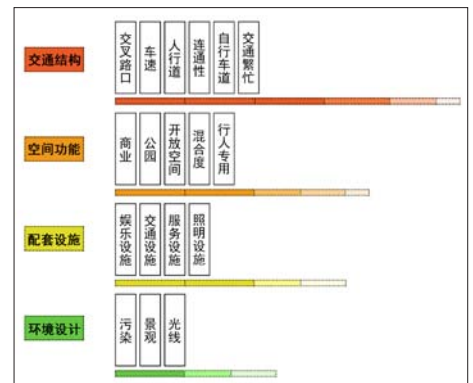 交通结构
交叉路口
车速
人行道
连通性
自行车道
交通繁忙
空间功能
商业
公园
开放空间
混合度
行人专用
配套设施
娱乐设施
交通设施
服务设施
照明设施
环境设计
污染
景观
光线